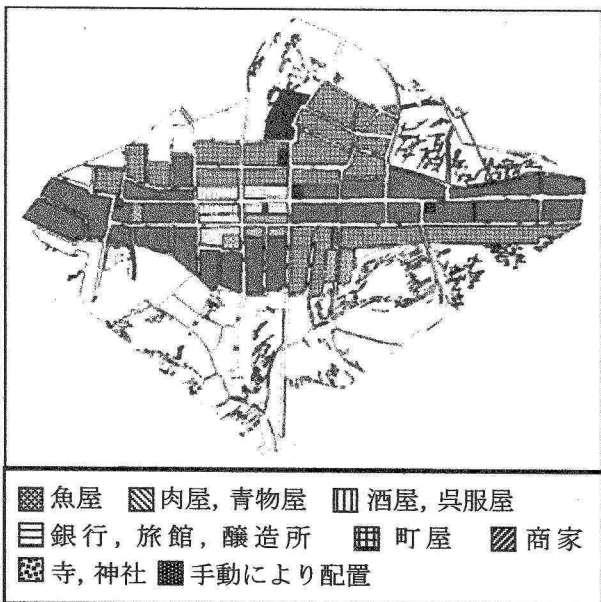 魚屋 肉屋, 青物屋 酒屋, 呉服屋
銀行, 旅館, 醸造所 町屋 商家
寺, 神社 手動により配置